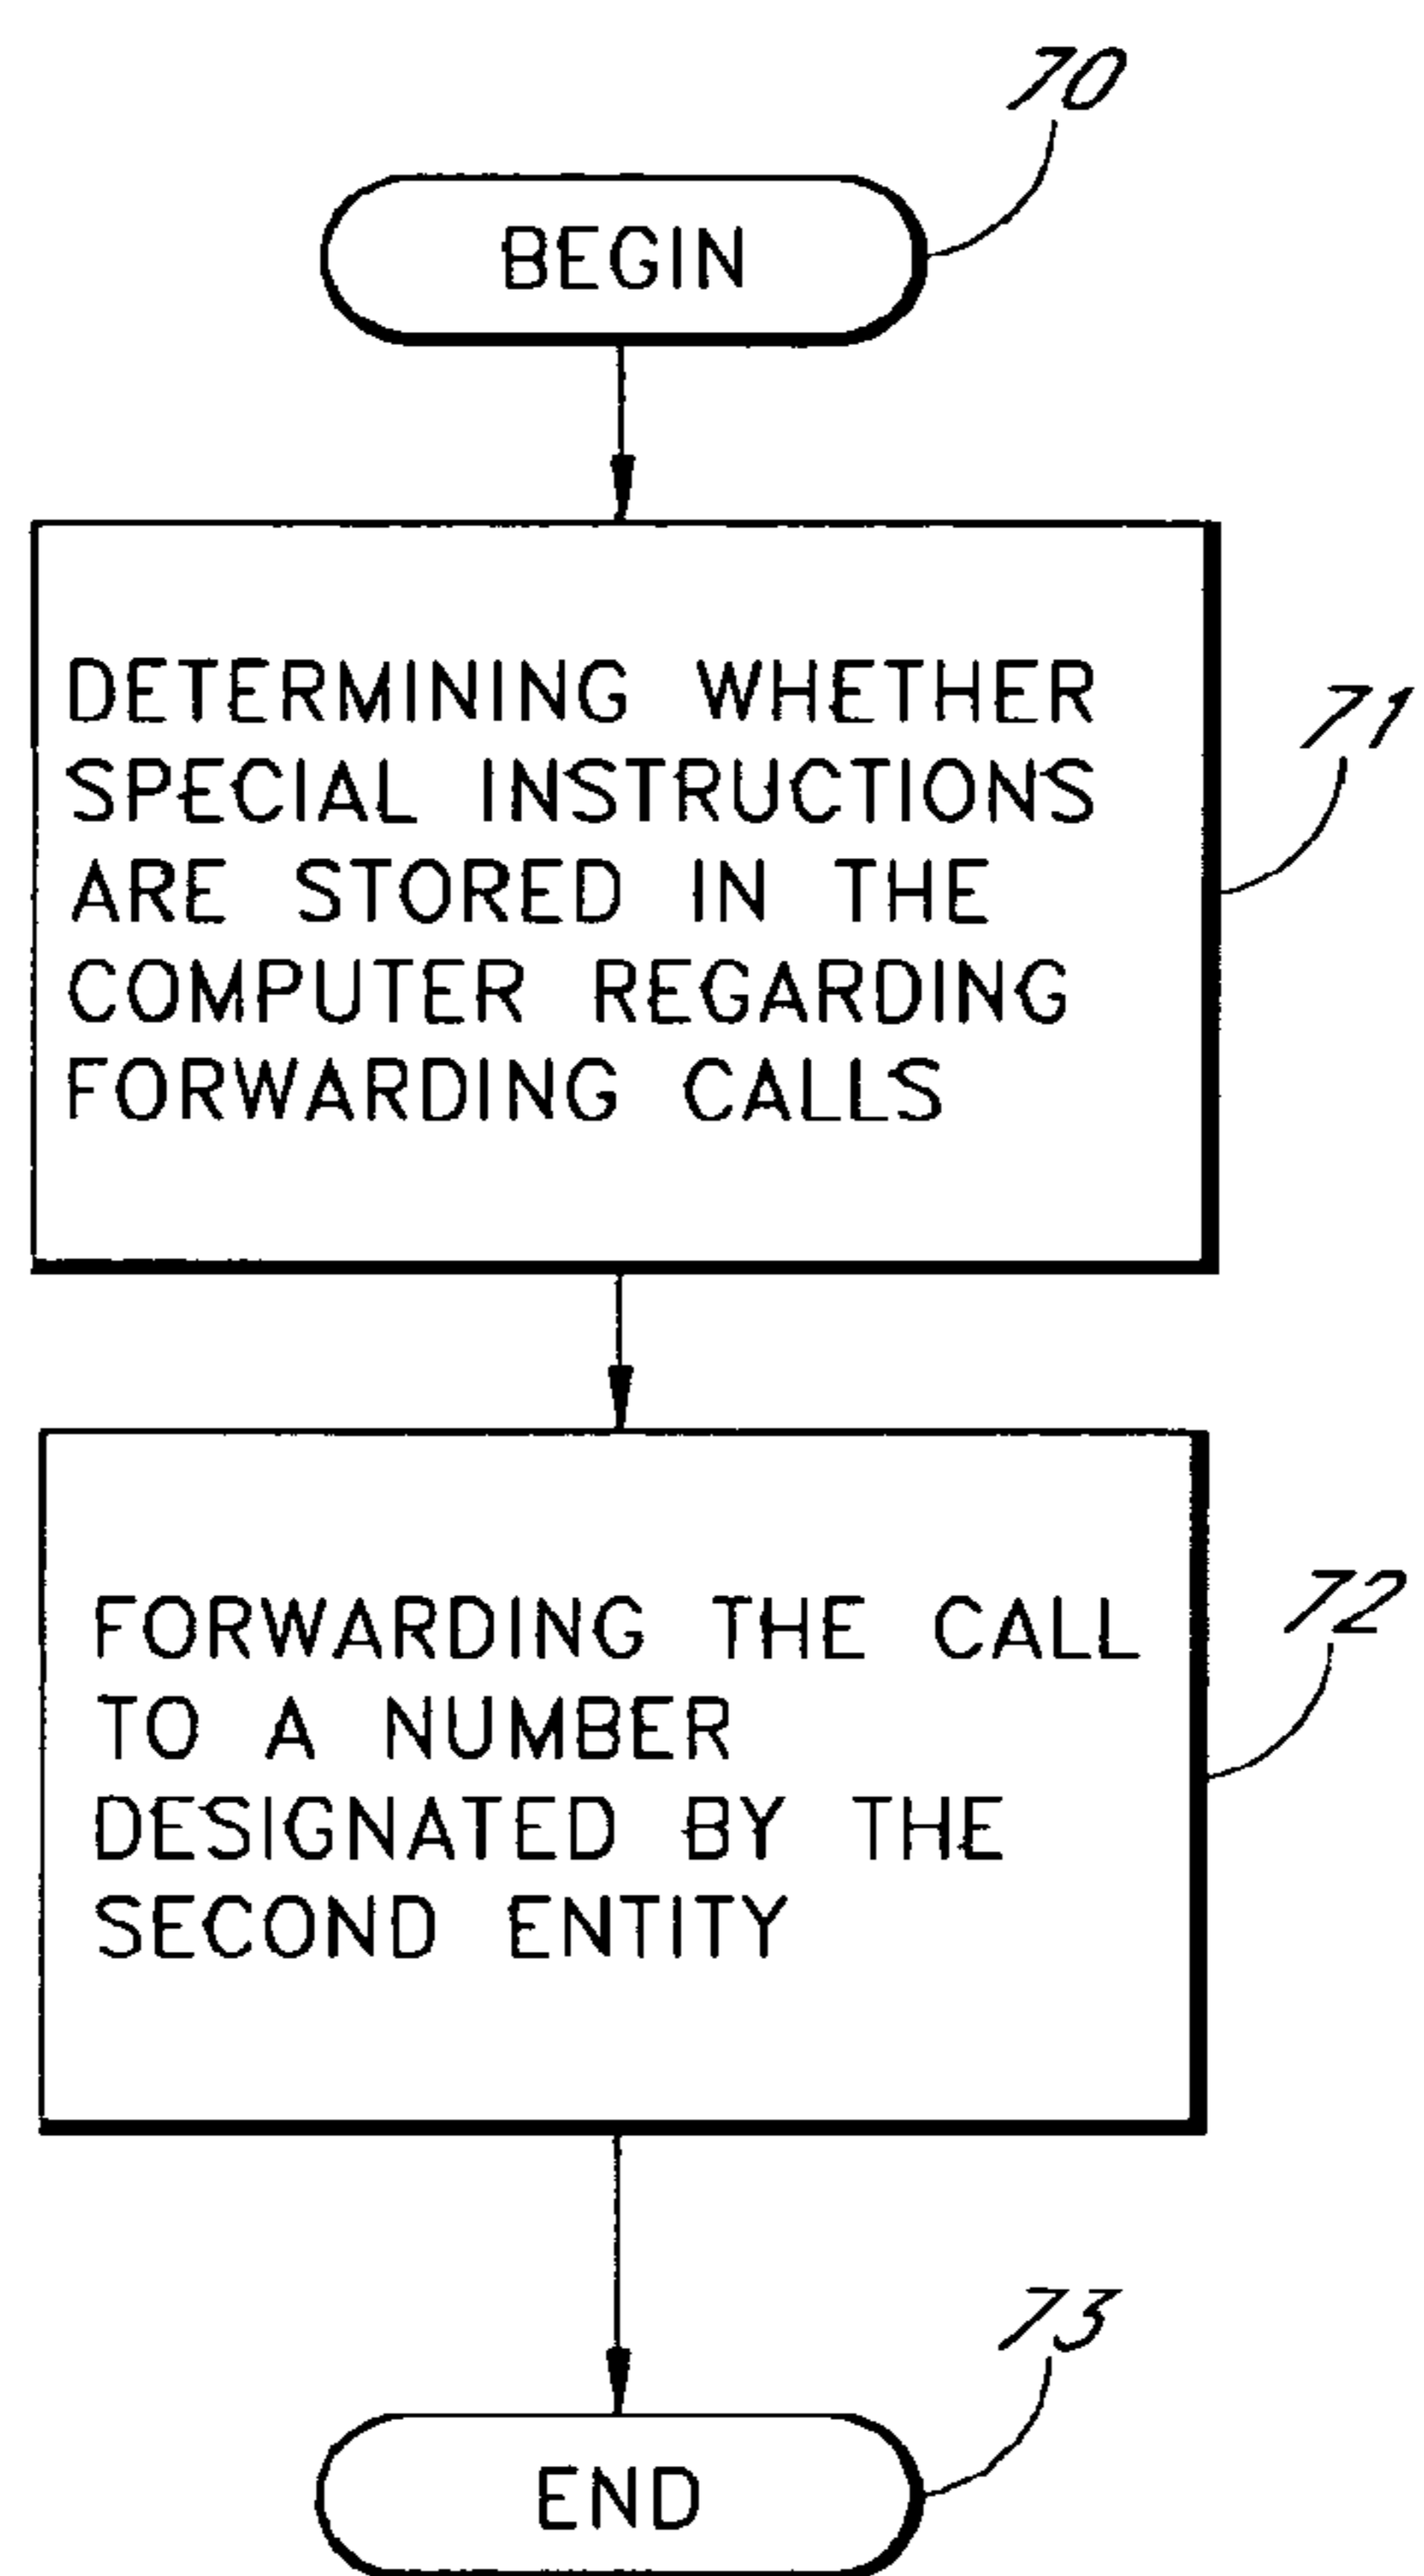 70
BEGIN
DETERMINING WHETHER
SPECIAL INSTRUCTIONS
ARE STORED IN THE
COMPUTER REGARDING
FORWARDING CALLS
71
FORWARDING THE CALL
TO A NUMBER
DESIGNATED BY THE
SECOND ENTITY
72
73
END